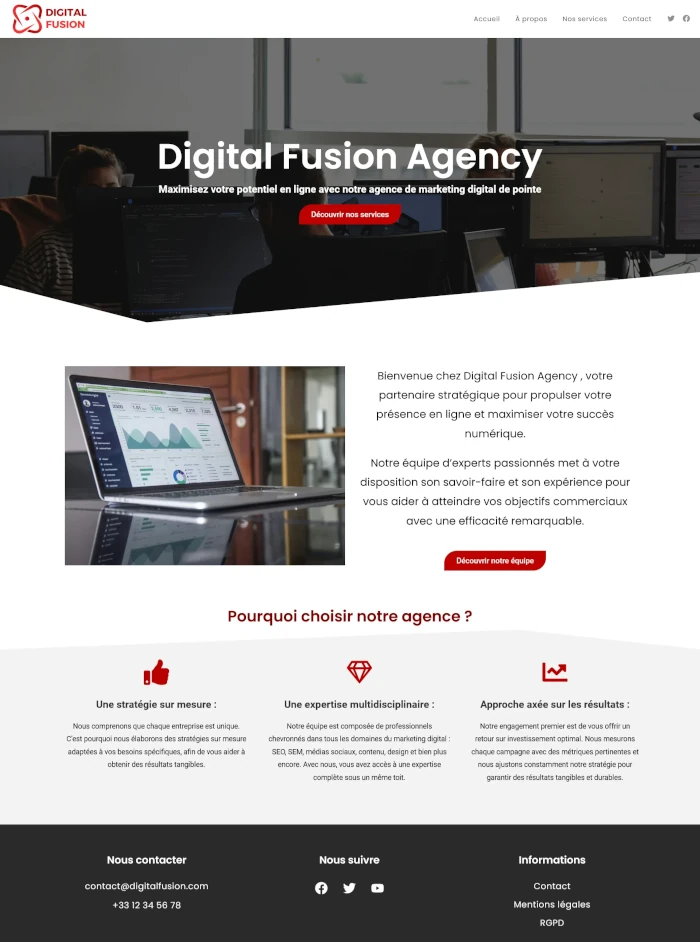 DIGITAL
FUSION
Accueil
À propos
Nos services
Contact
Digital Fusion Agency
Maximisez votre potentiel en ligne avec notre agence de marketing digital de pointe
Découvrir nos services
Bienvenue chez Digital Fusion Agency , votre
partenaire stratégique pour propulser votre
présence en ligne et maximiser votre succès
numérique.
Notre équipe d’experts passionnés met à votre
disposition son savoir-faire et son expérience pour
vous aider à atteindre vos objectifs commerciaux
avec une efficacité remarquable.
Découvrir notre équipe
Pourquoi choisir notre agence ?
Une stratégie sur mesure :
Nous comprenons que chaque entreprise est unique.
C'est pourquoi nous élaborons des stratégies sur mesure
adaptées à vos besoins spécifiques, afin de vous aider à
obtenir des résultats tangibles.
Une expertise multidisciplinaire :
Notre équipe est composée de professionnels
chevronnés dans tous les domaines du marketing digital :
SEO, SEM, médias sociaux, contenu, design et bien plus
encore. Avec nous, vous avez accès à une expertise
complète sous un même toit.
Approche axée sur les résultats :
Notre engagement premier est de vous offrir un
retour sur investissement optimal. Nous mesurons
chaque campagne avec des métriques pertinentes et
nous ajustons constamment notre stratégie pour
garantir des résultats tangibles et durables.
Nous contacter
contact@digitalfusion.com
+33 12 34 56 78
Nous suivre
Informations
Contact
Mentions légales
RGPD